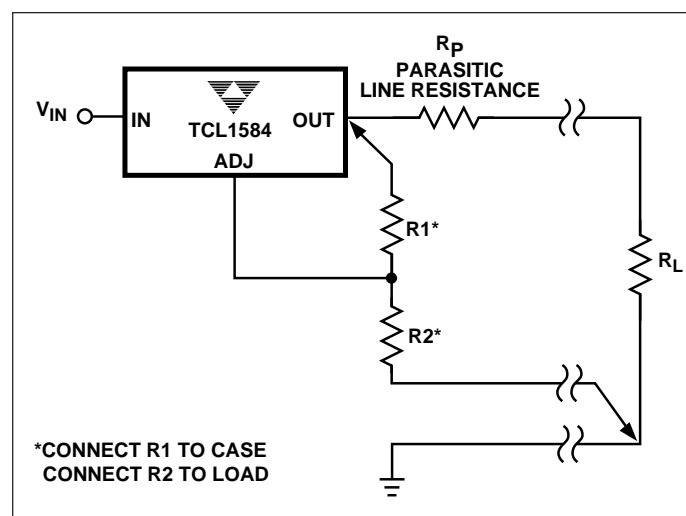 R_P
PARASITIC
LINE RESISTANCE
V_IN
IN
TCL1584
OUT
ADJ
R1*
R_L
R2*
*CONNECT R1 TO CASE
CONNECT R2 TO LOAD